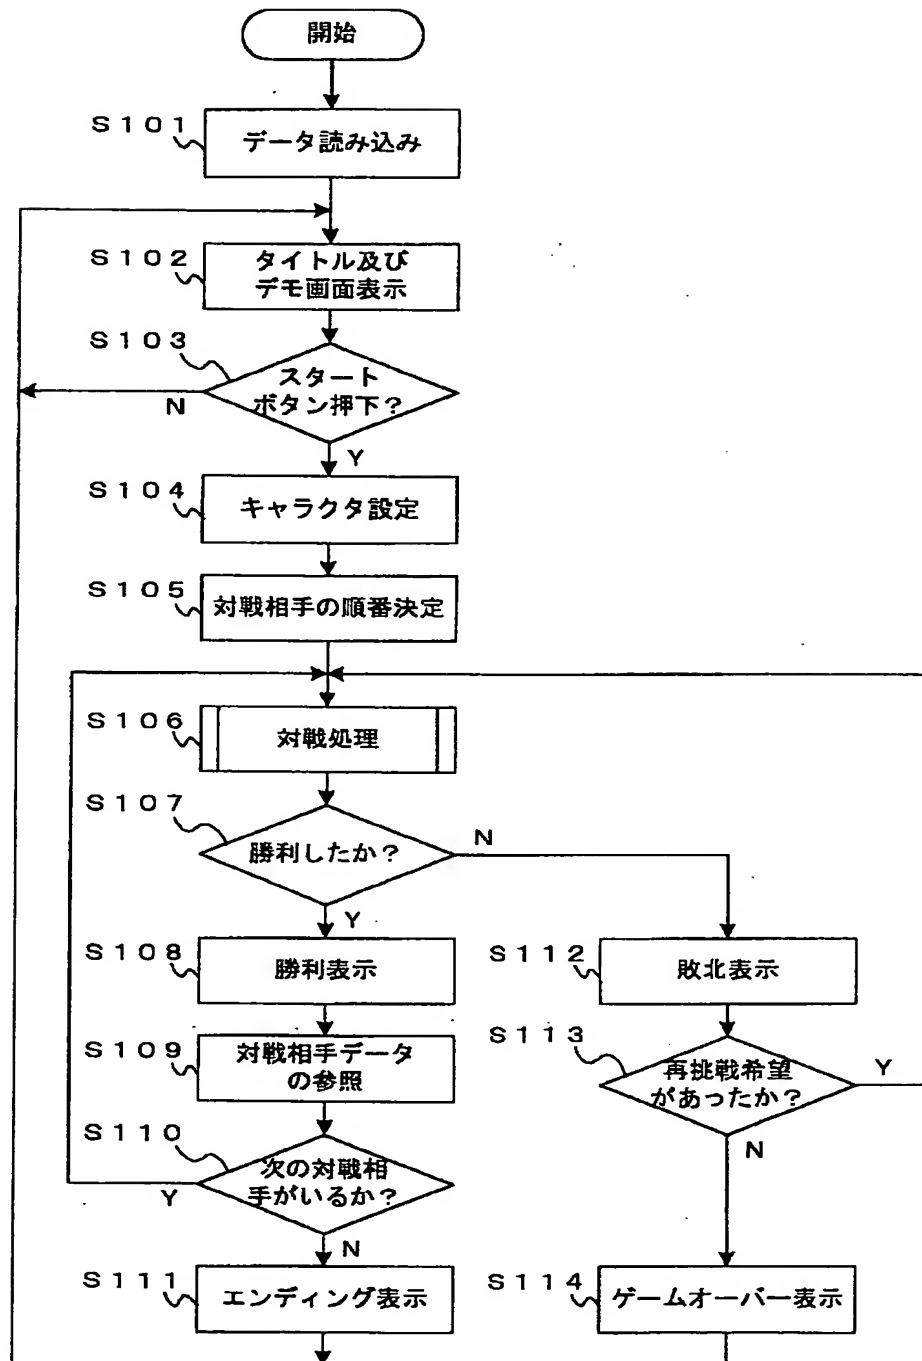 開始
S101
データ読み込み
S102
タイトル及び
デモ画面表示
S103
スタート
ボタン押下？
N
Y
S104
キャラクタ設定
S105
対戦相手の順番決定
S106
対戦処理
S107
勝利したか？
N
Y
S108
勝利表示
S112
敗北表示
S109
対戦相手データ
の参照
S113
再挑戦希望
があったか？
Y
N
S110
次の対戦相
手がいるか？
Y
N
S111
エンディング表示
S114
ゲームオーバー表示